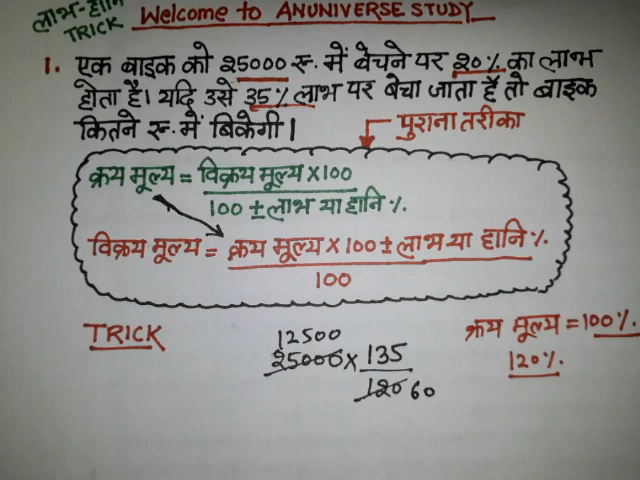 लाभ-हानि
TRICK
Welcome to ANUNIVERSE STUDY
1. एक बाइक को 25000 रू. में बेचने पर 20% का लाभ
होता है। यदि उसे 35% लाभ पर बेचा जाता है तो बाइक
कितने रू. में बिकेगी।
पुराना तरीका
क्रय मूल्य = विक्रय मूल्य × 100
100 ± लाभ या हानि %
विक्रय मूल्य = क्रय मूल्य × 100 ± लाभ या हानि %
100
TRICK
क्रय मूल्य = 100%
120%
12500
25000 × 135
120 60